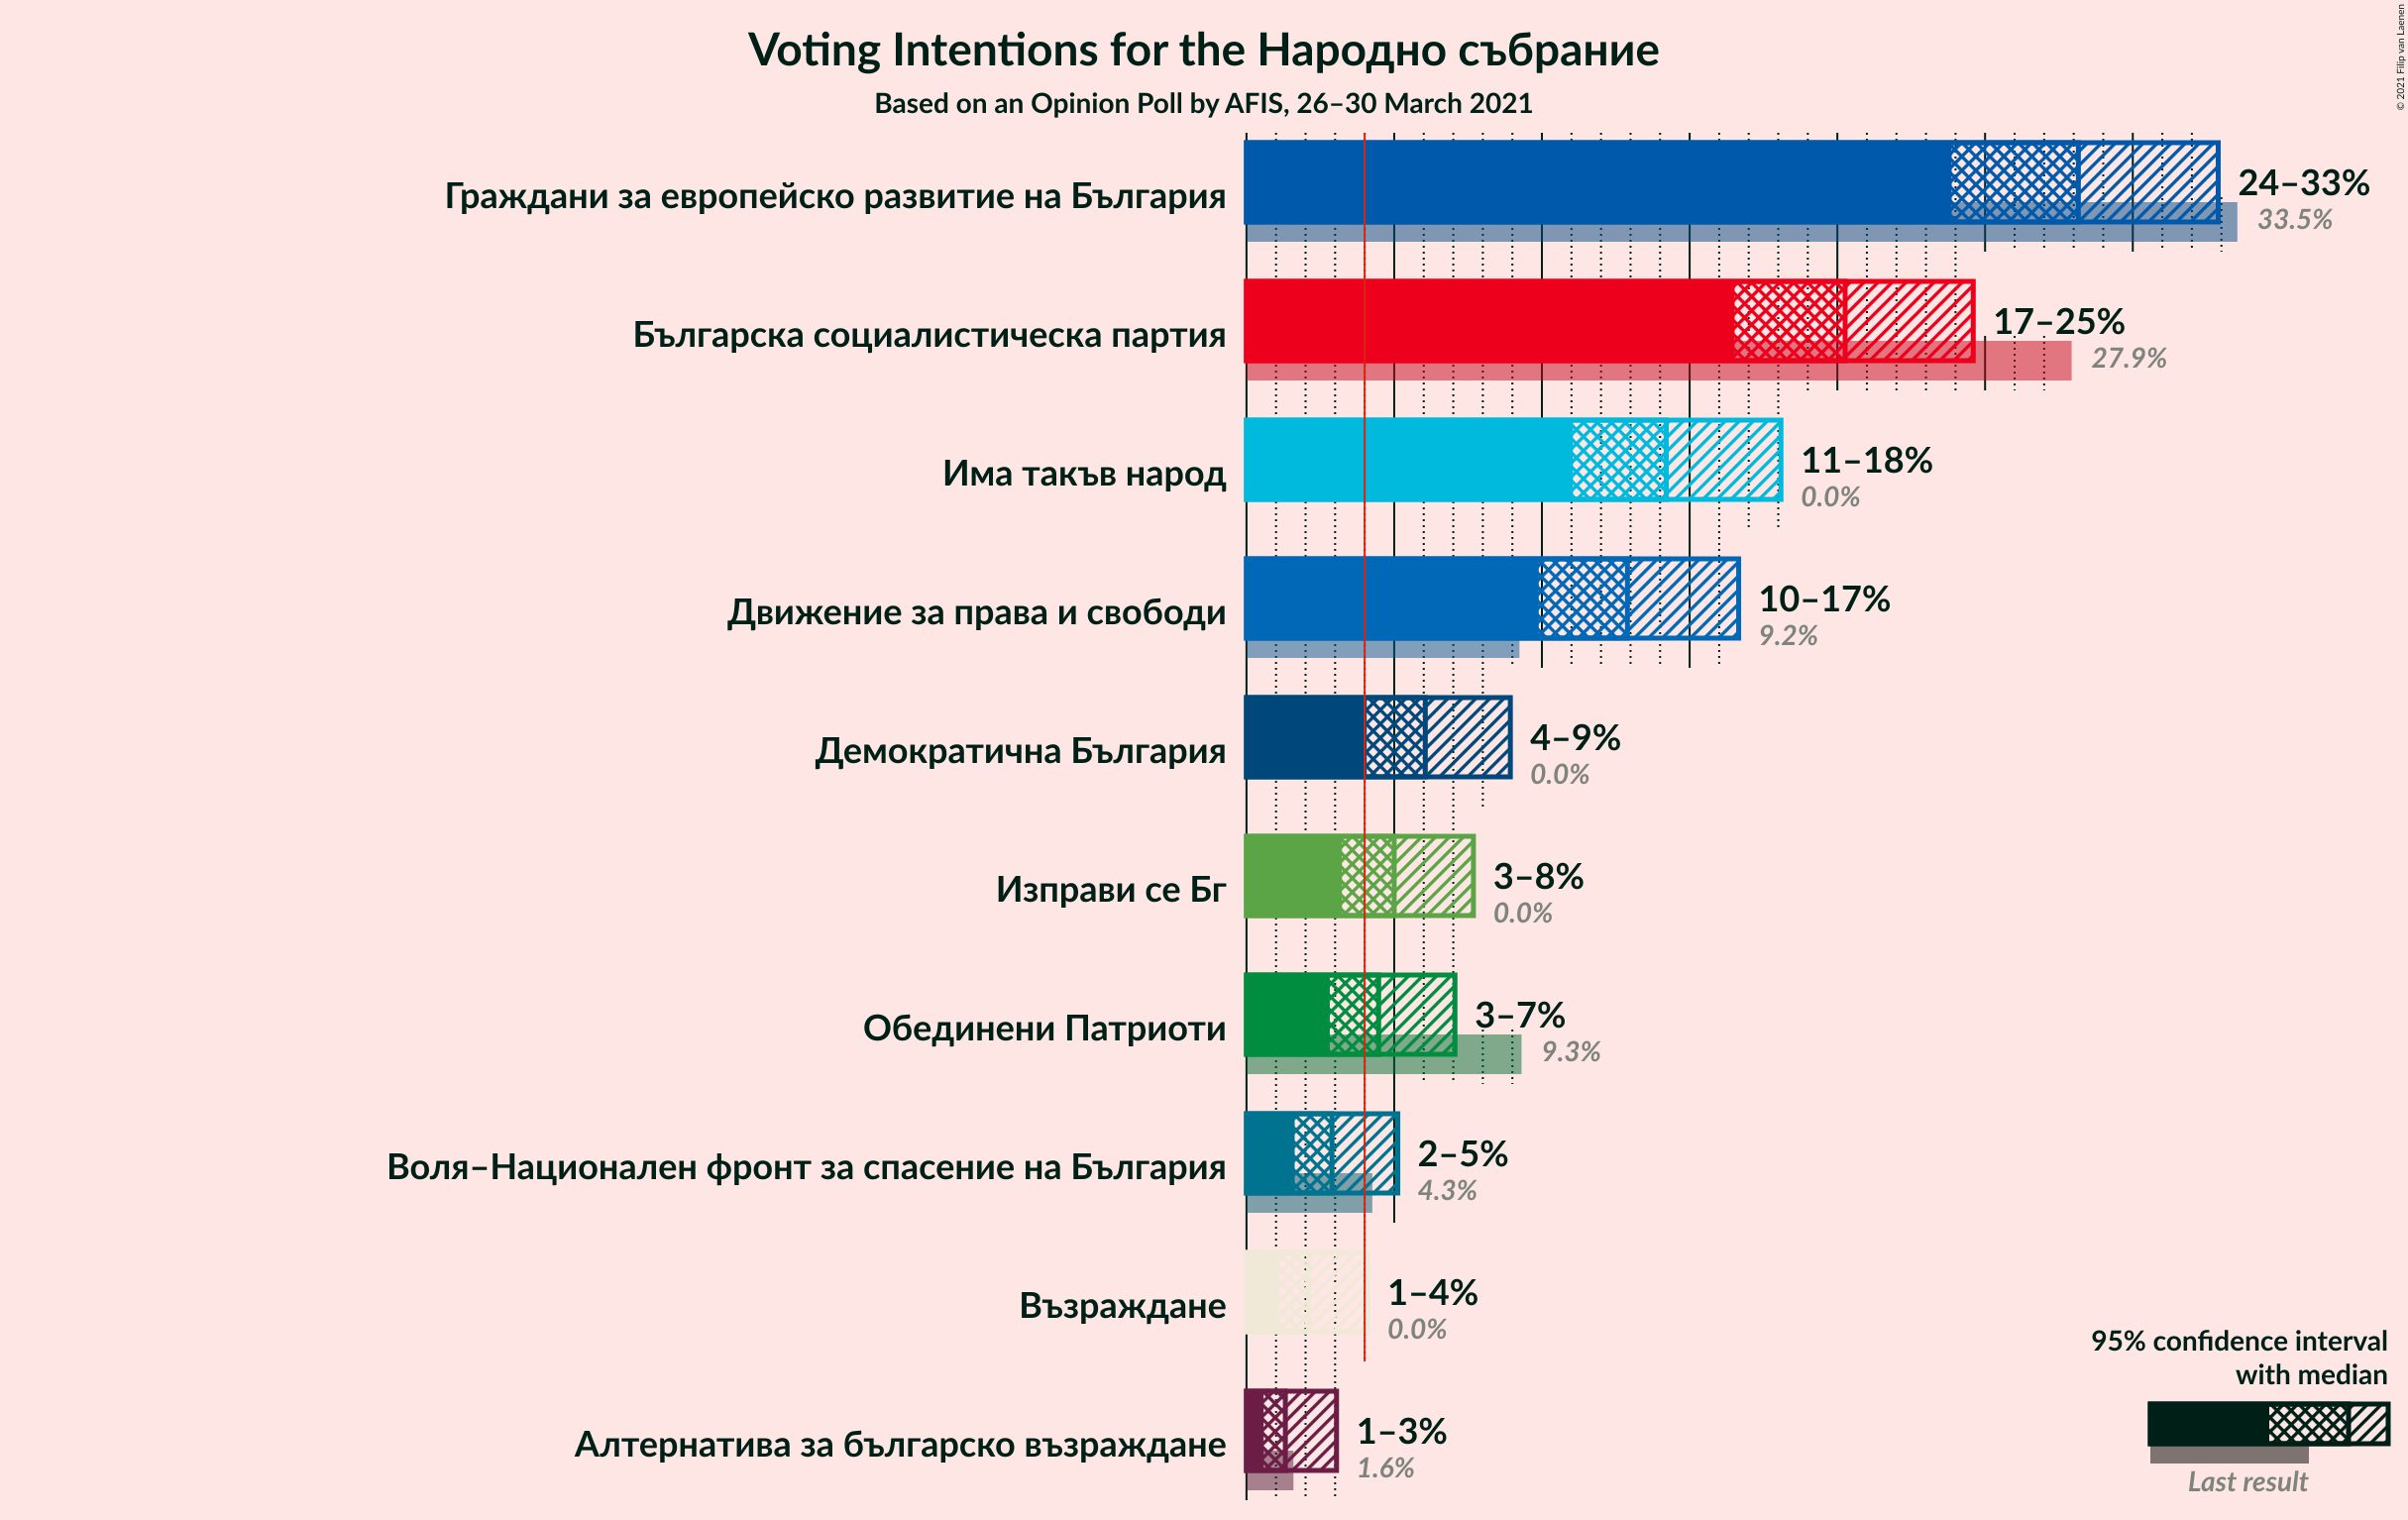 Voting Intentions for the Народно събрание
Based on an Opinion Poll by AFIS, 26–30 March 2021
© 2021 Filip van Laenen
Граждани за европейско развитие на България
24–33%
33.5%
Българска социалистическа партия
17–25%
27.9%
Има такъв народ
11–18%
0.0%
Движение за права и свободи
10–17%
9.2%
Демократична България
4–9%
0.0%
Изправи се Бг
3–8%
0.0%
Обединени Патриоти
3–7%
9.3%
Воля–Национален фронт за спасение на България
2–5%
4.3%
Възраждане
1–4%
0.0%
Алтернатива за българско възраждане
1–3%
1.6%
95% confidence interval
with median
Last result